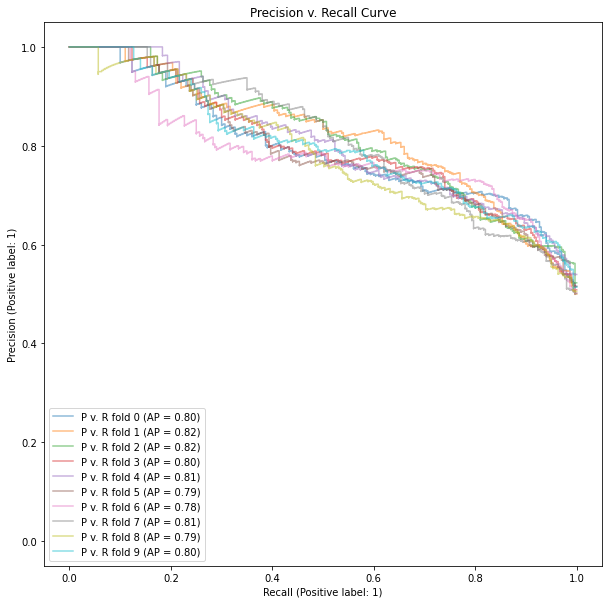 Precision v. Recall Curve
1.0
0.8
0.6
0.4
0.2
0.0
Precision (Positive label: 1)
P v. R fold 0 (AP = 0.80)
P v. R fold 1 (AP = 0.82)
P v. R fold 2 (AP = 0.82)
P v. R fold 3 (AP = 0.80)
P v. R fold 4 (AP = 0.81)
P v. R fold 5 (AP = 0.79)
P v. R fold 6 (AP = 0.78)
P v. R fold 7 (AP = 0.81)
P v. R fold 8 (AP = 0.79)
P v. R fold 9 (AP = 0.80)
0.0 0.2 0.4 0.6 0.8 1.0
Recall (Positive label: 1)